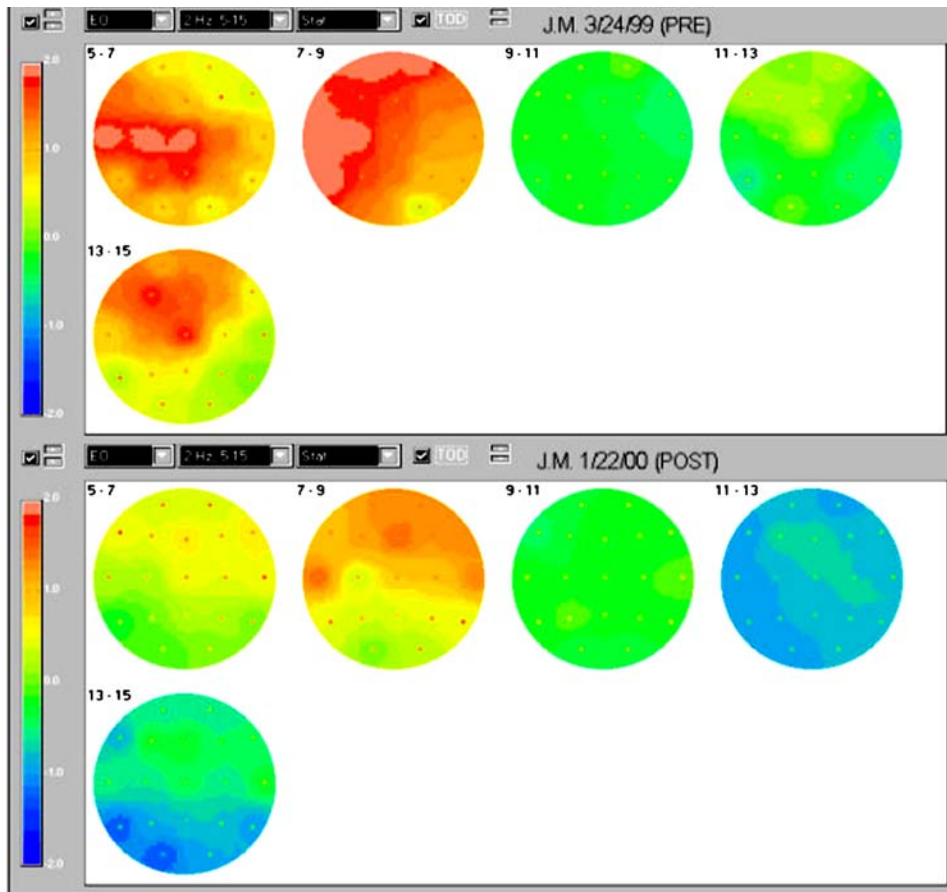 EO 2 Hz 5-15 Stat TOD J.M. 3/24/99 (PRE)
2.0
1.0
0.0
-1.0
-2.0
5 - 7 7 - 9 9 - 11 11 - 13
13 - 15
EO 2 Hz 5-15 Stat TOD J.M. 1/22/00 (POST)
2.0
1.0
0.0
-1.0
-2.0
5 - 7 7 - 9 9 - 11 11 - 13
13 - 15